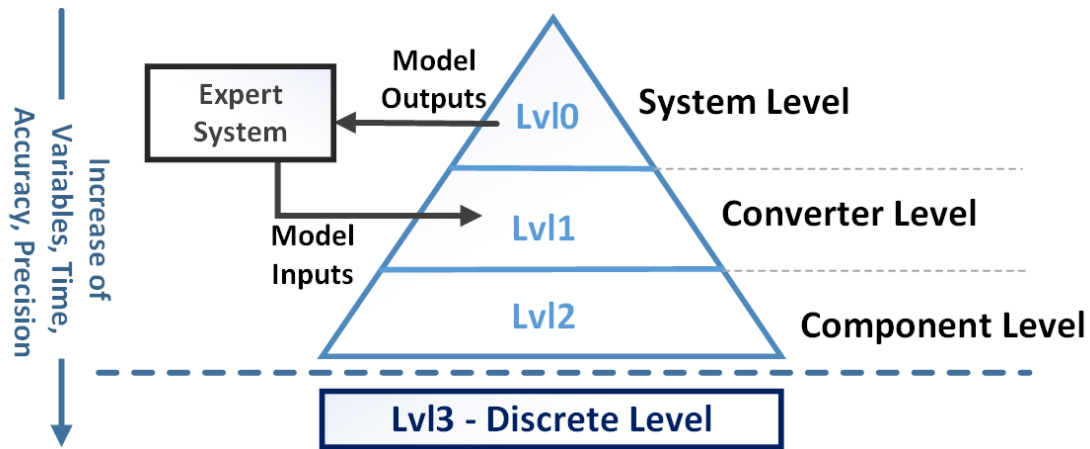 Increase of
Variables, Time,
Accuracy, Precision
Expert
System
Model
Outputs
Model
Inputs
Lvl0
System Level
Lvl1
Converter Level
Lvl2
Component Level
Lvl3 - Discrete Level